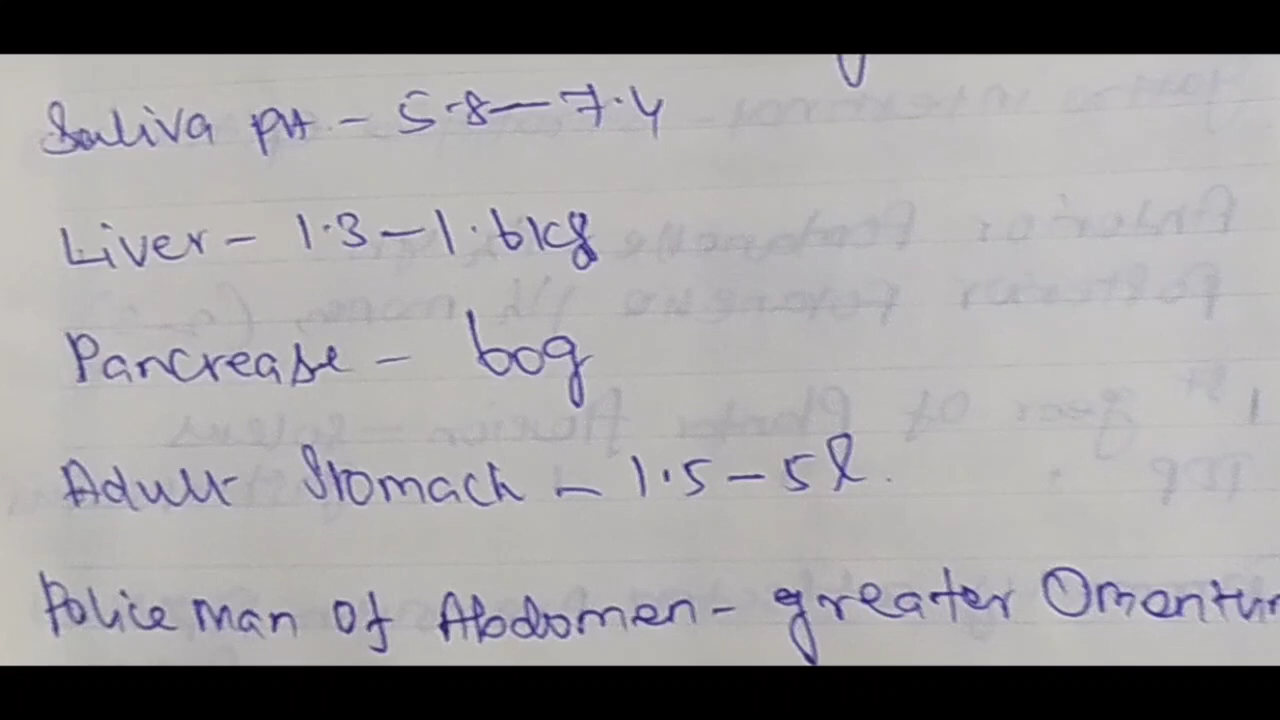 Saliva pH - 5.8 - 7.4
Liver - 1.3 - 1.6kg
Pancrease - 60g
Adult Stomach - 1.5 - 5l.
Police man of Abdomen - greater Omentum